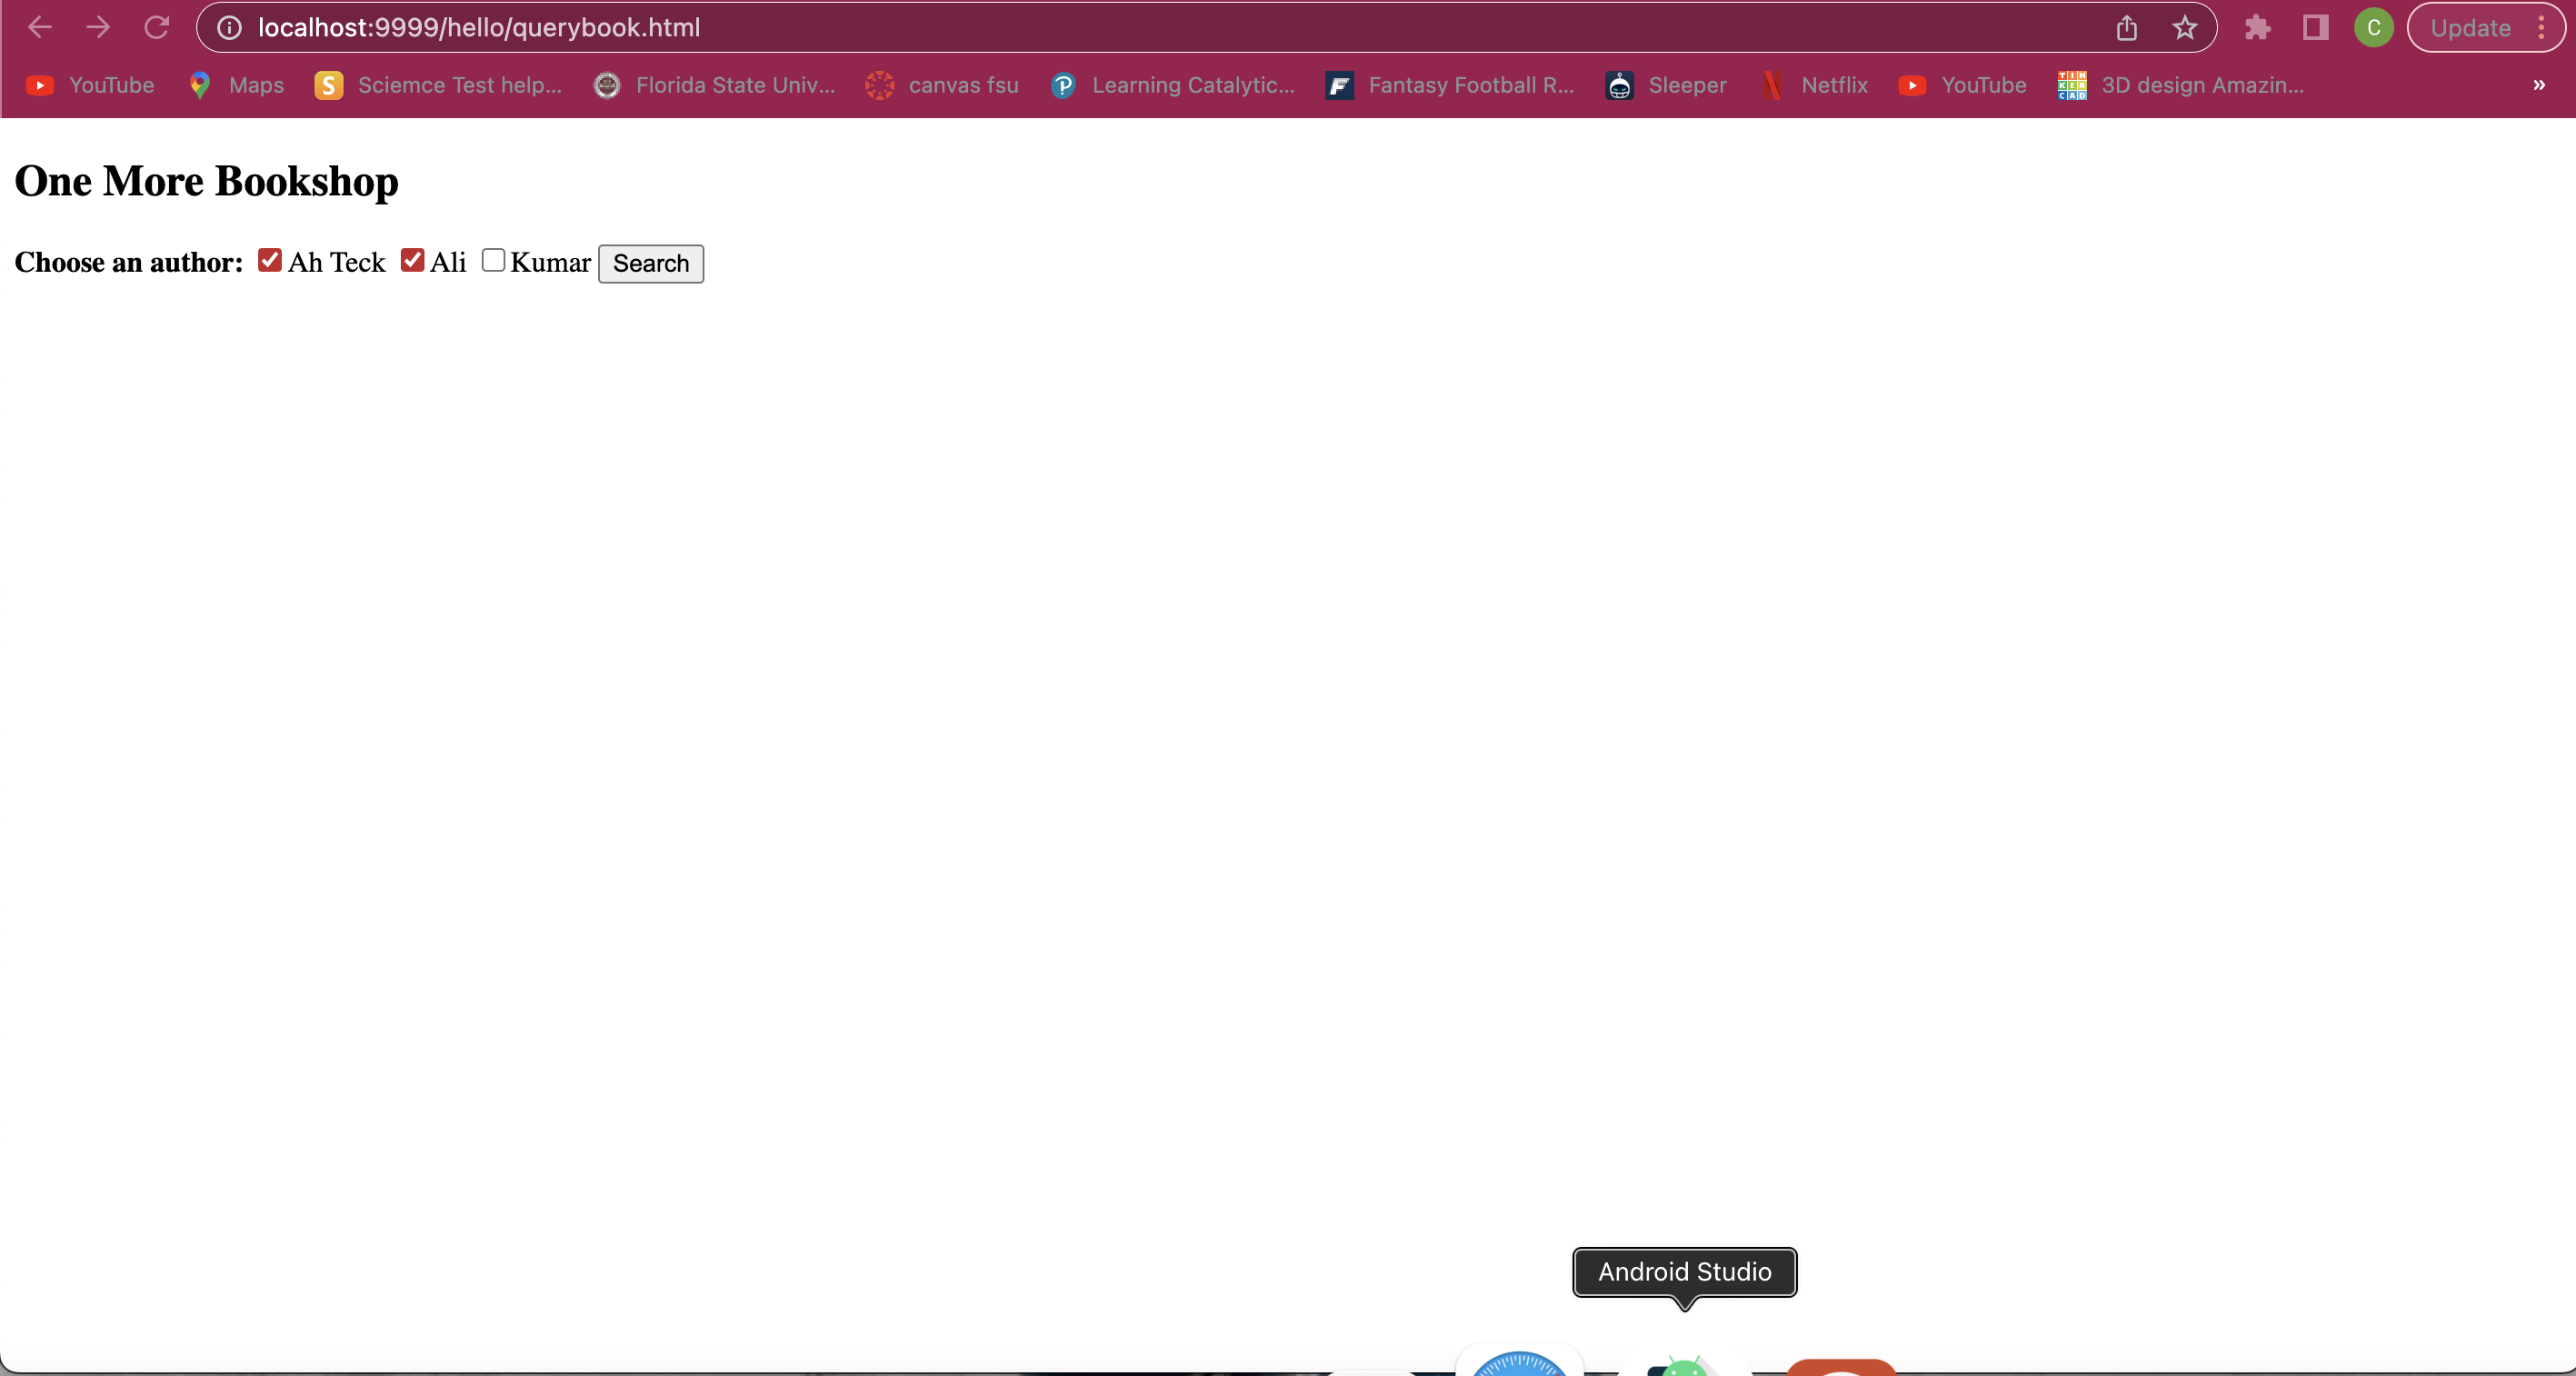 localhost:9999/hello/querybook.html Update
YouTube Maps Sciemce Test help... Florida State Univ... canvas fsu Learning Catalytic... Fantasy Football R... Sleeper Netflix YouTube 3D design Amazin... »
One More Bookshop
Choose an author: Ah Teck Ali Kumar Search
Android Studio